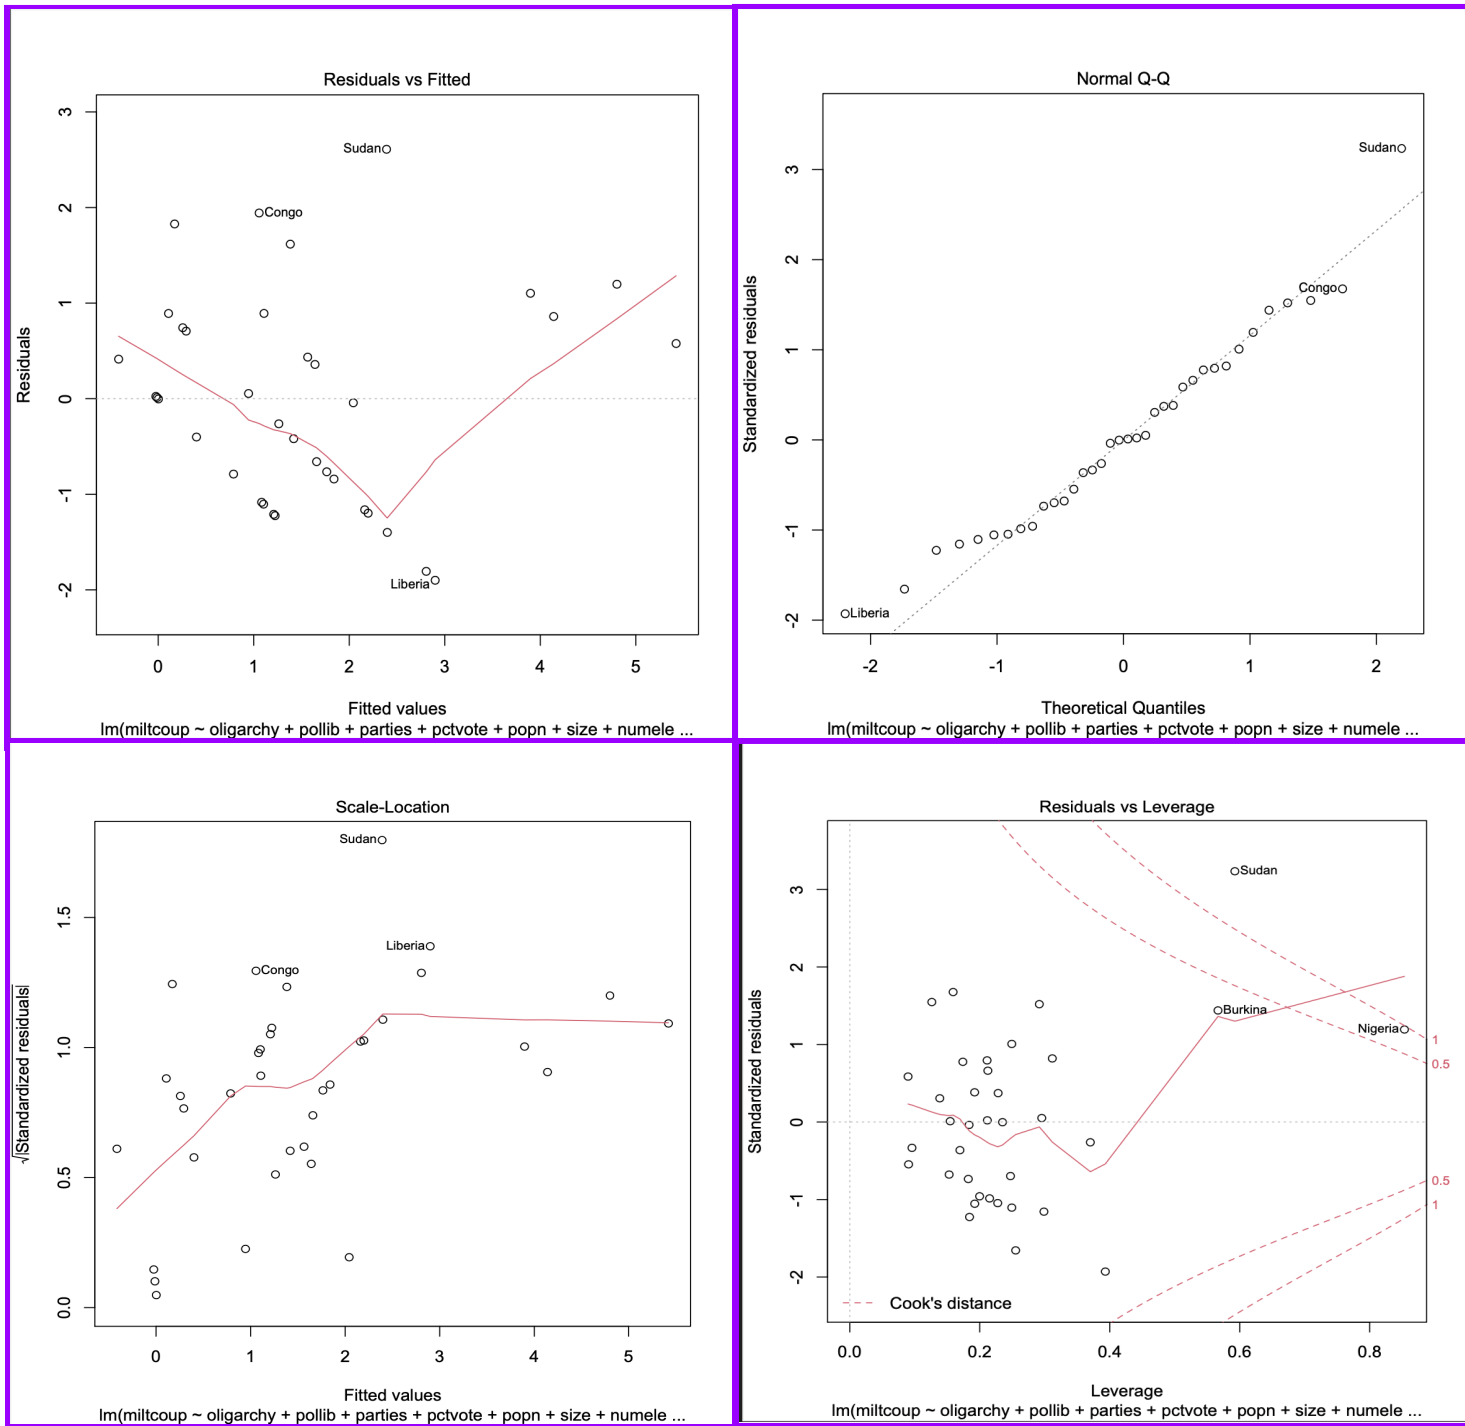 Residuals vs Fitted
3
2
1
0
-1
-2
Residuals
Sudan
Congo
Liberia
0 1 2 3 4 5
Fitted values
lm(miltcoup ~ oligarchy + pollib + parties + pctvote + popn + size + numele ...
Normal Q-Q
3
2
1
0
-1
-2
Standardized residuals
Sudan
Congo
Liberia
-2 -1 0 1 2
Theoretical Quantiles
lm(miltcoup ~ oligarchy + pollib + parties + pctvote + popn + size + numele ...
Scale-Location
1.5
1.0
0.5
0.0
√|Standardized residuals|
Sudan
Liberia
Congo
0 1 2 3 4 5
Fitted values
lm(miltcoup ~ oligarchy + pollib + parties + pctvote + popn + size + numele ...
Residuals vs Leverage
3
2
1
0
-1
-2
Standardized residuals
Sudan
Burkina
Nigeria
1
0.5
0.5
1
Cook's distance
0.0 0.2 0.4 0.6 0.8
Leverage
lm(miltcoup ~ oligarchy + pollib + parties + pctvote + popn + size + numele ...